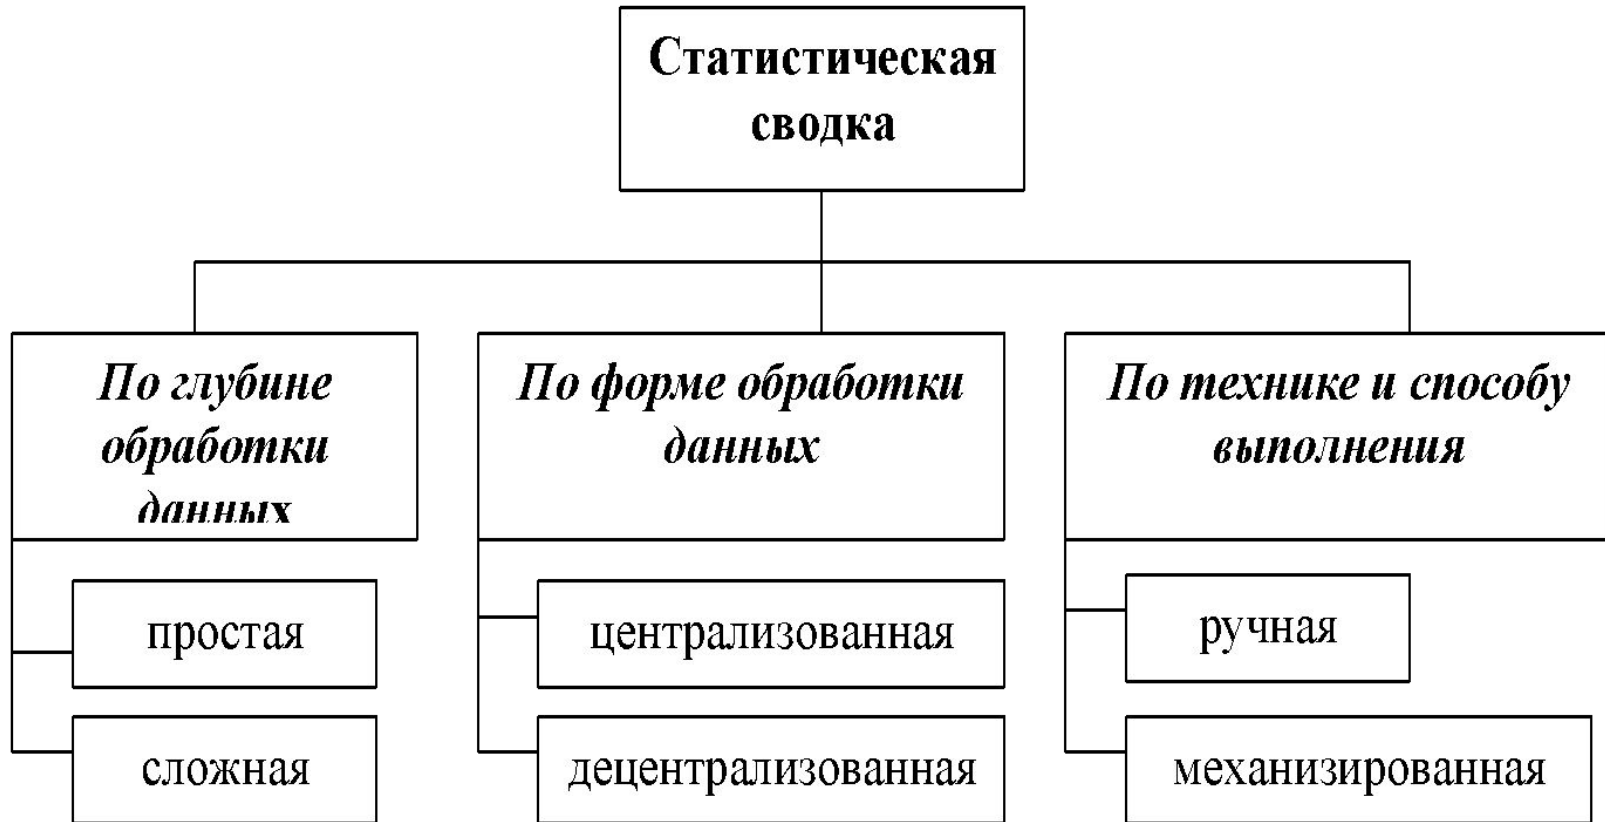 Статистическая
сводка
По глубине
обработки
данных
По форме обработки
данных
По технике и способу
выполнения
простая
централизованная
ручная
сложная
децентрализованная
механизированная